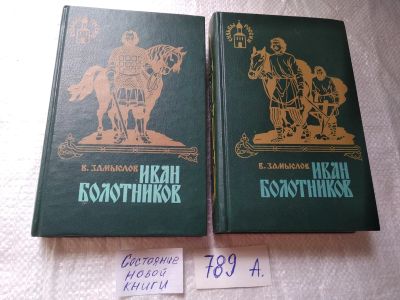 В. ЗАМЫСЛОВ
ИВАН
БОЛОТНИКОВ
В. ЗАМЫСЛОВ
ИВАН
БОЛОТНИКОВ
Состояние
новой
книги
789 А.